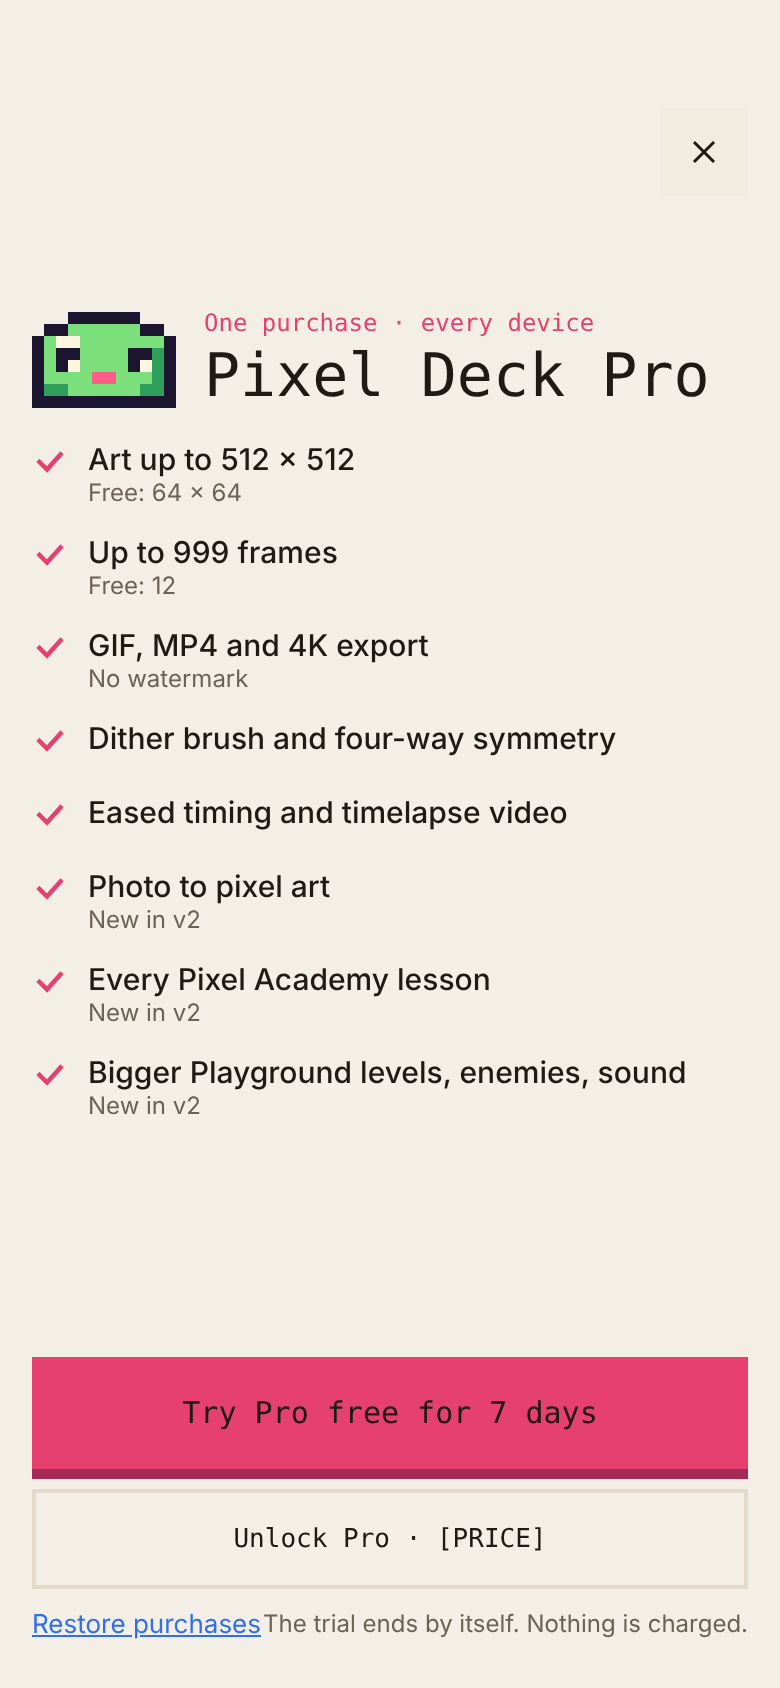 One purchase · every device
Pixel Deck Pro
Art up to 512 × 512
Free: 64 × 64
Up to 999 frames
Free: 12
GIF, MP4 and 4K export
No watermark
Dither brush and four-way symmetry
Eased timing and timelapse video
Photo to pixel art
New in v2
Every Pixel Academy lesson
New in v2
Bigger Playground levels, enemies, sound
New in v2
Try Pro free for 7 days
Unlock Pro · [PRICE]
Restore purchases The trial ends by itself. Nothing is charged.